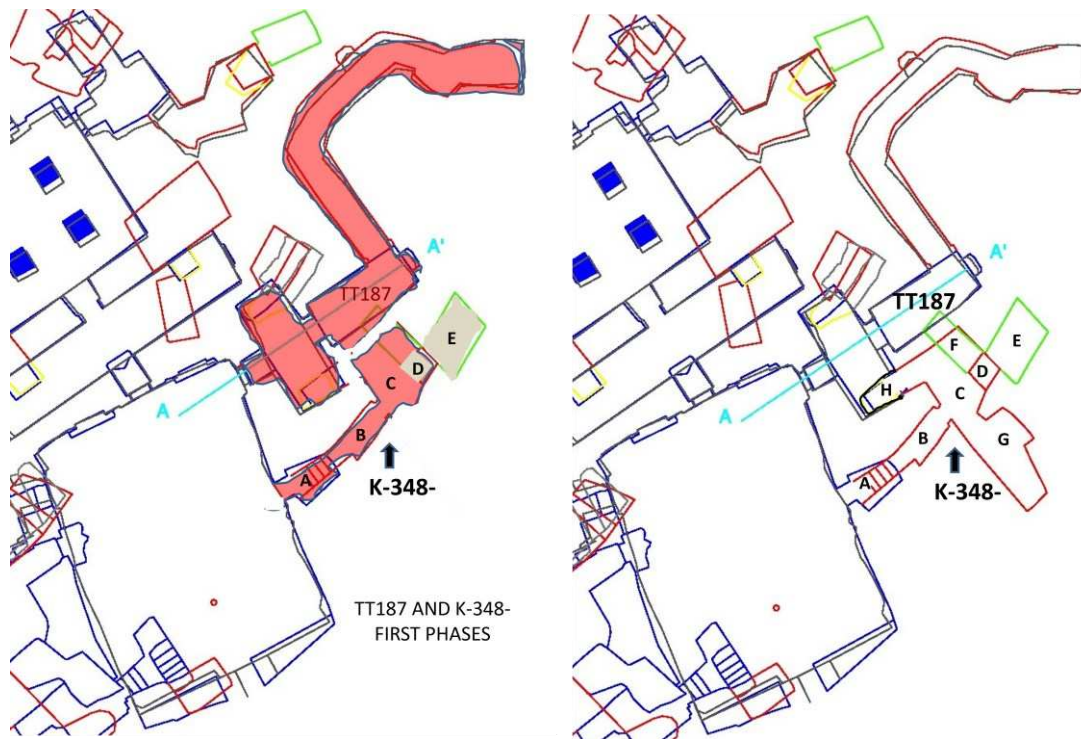 A'
TT187
E
D
C
A
B
A
K-348-
TT187 AND K-348-
FIRST PHASES
A'
TT187
F
E
D
H
C
A
B
G
A
K-348-